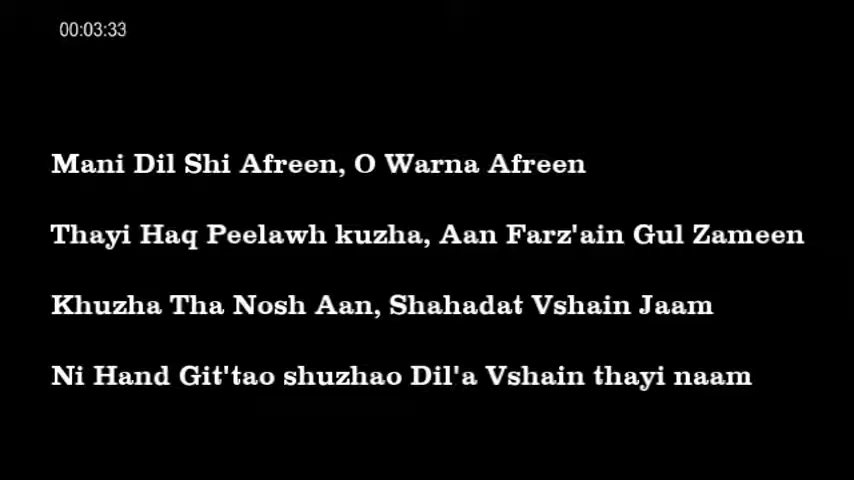 00:03:33
Mani Dil Shi Afreen, O Warna Afreen
Thayi Haq Peelawh kuzha, Aan Farz'ain Gul Zameen
Khuzha Tha Nosh Aan, Shahadat Vshain Jaam
Ni Hand Git'tao shuzhao Dil'a Vshain thayi naam